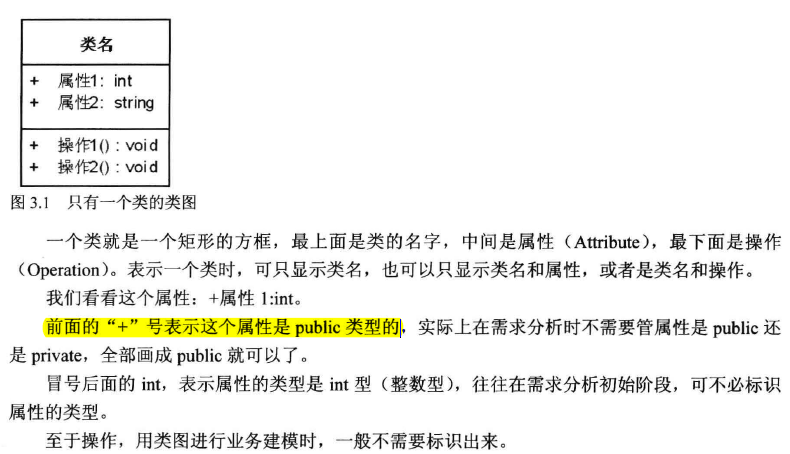 类名
+ 属性1: int
+ 属性2: string
+ 操作1() : void
+ 操作2() : void
图 3.1 只有一个类的类图
一个类就是一个矩形的方框，最上面是类的名字，中间是属性（Attribute），最下面是操作
（Operation）。表示一个类时，可只显示类名，也可以只显示类名和属性，或者是类名和操作。
我们看看这个属性：+属性 1:int。
前面的“+”号表示这个属性是 public 类型的，实际上在需求分析时不需要管属性是 public 还
是 private，全部画成 public 就可以了。
冒号后面的 int，表示属性的类型是 int 型（整数型），往往在需求分析初始阶段，可不必标识
属性的类型。
至于操作，用类图进行业务建模时，一般不需要标识出来。